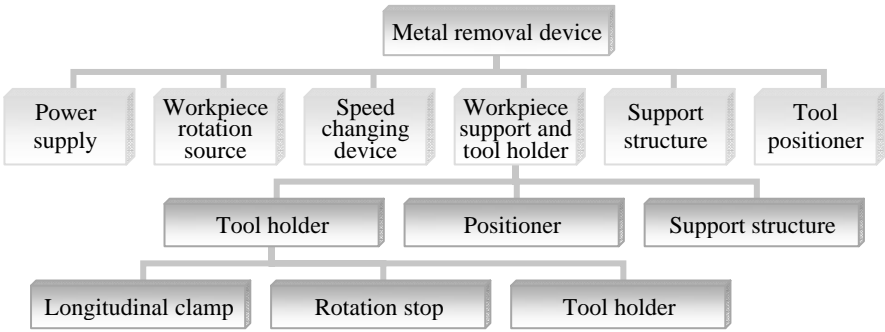 Metal removal device
Power
supply
Workpiece
rotation
source
Speed
changing
device
Workpiece
support and
tool holder
Support
structure
Tool
positioner
Tool holder
Positioner
Support structure
Longitudinal clamp
Rotation stop
Tool holder